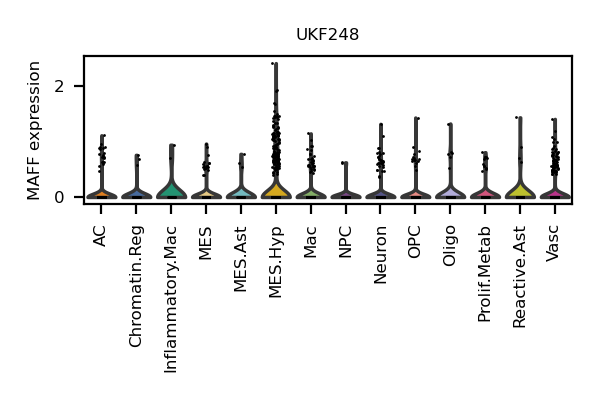 UKF248
MAFF expression
2
0
AC
Chromatin.Reg
Inflammatory.Mac
MES
MES.Ast
MES.Hyp
Mac
NPC
Neuron
OPC
Oligo
Prolif.Metab
Reactive.Ast
Vasc